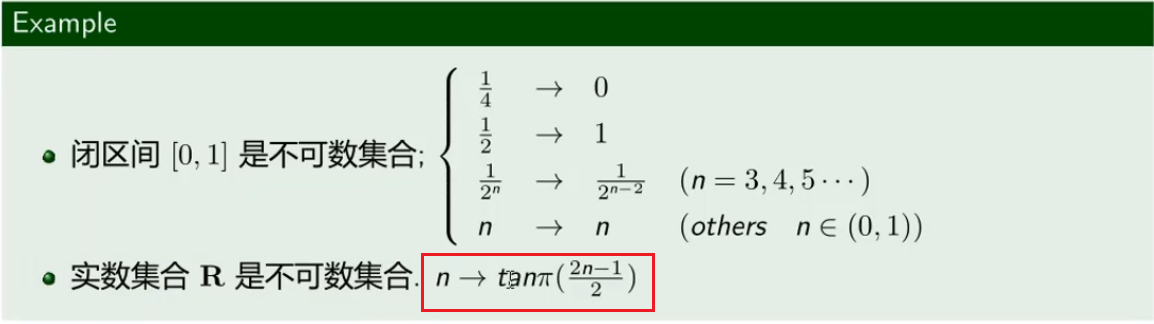 Example
• 闭区间 [0, 1] 是不可数集合;
1/4 → 0
1/2 → 1
1/2ⁿ → 1/2ⁿ⁻² (n = 3, 4, 5 ⋯)
n → n (others n ∈ (0, 1))
• 实数集合 R 是不可数集合. n → tanπ((2n−1)/2)